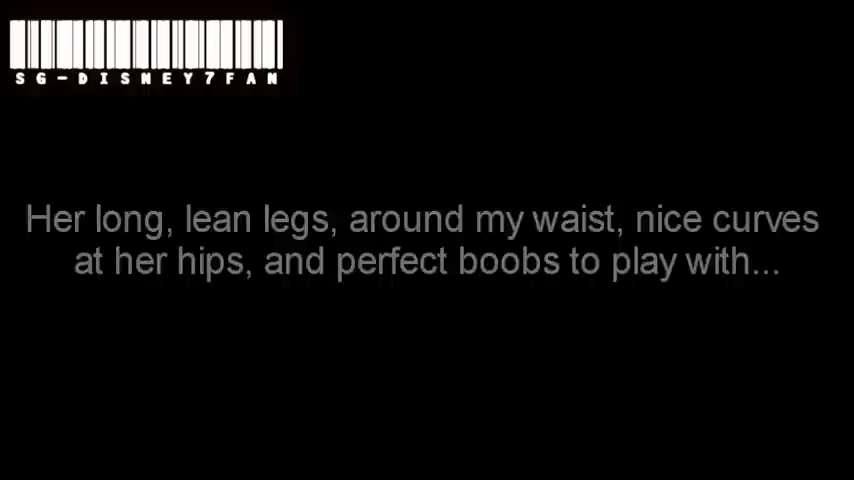 SG-DISNEY7FAN
Her long, lean legs, around my waist, nice curves
at her hips, and perfect boobs to play with...